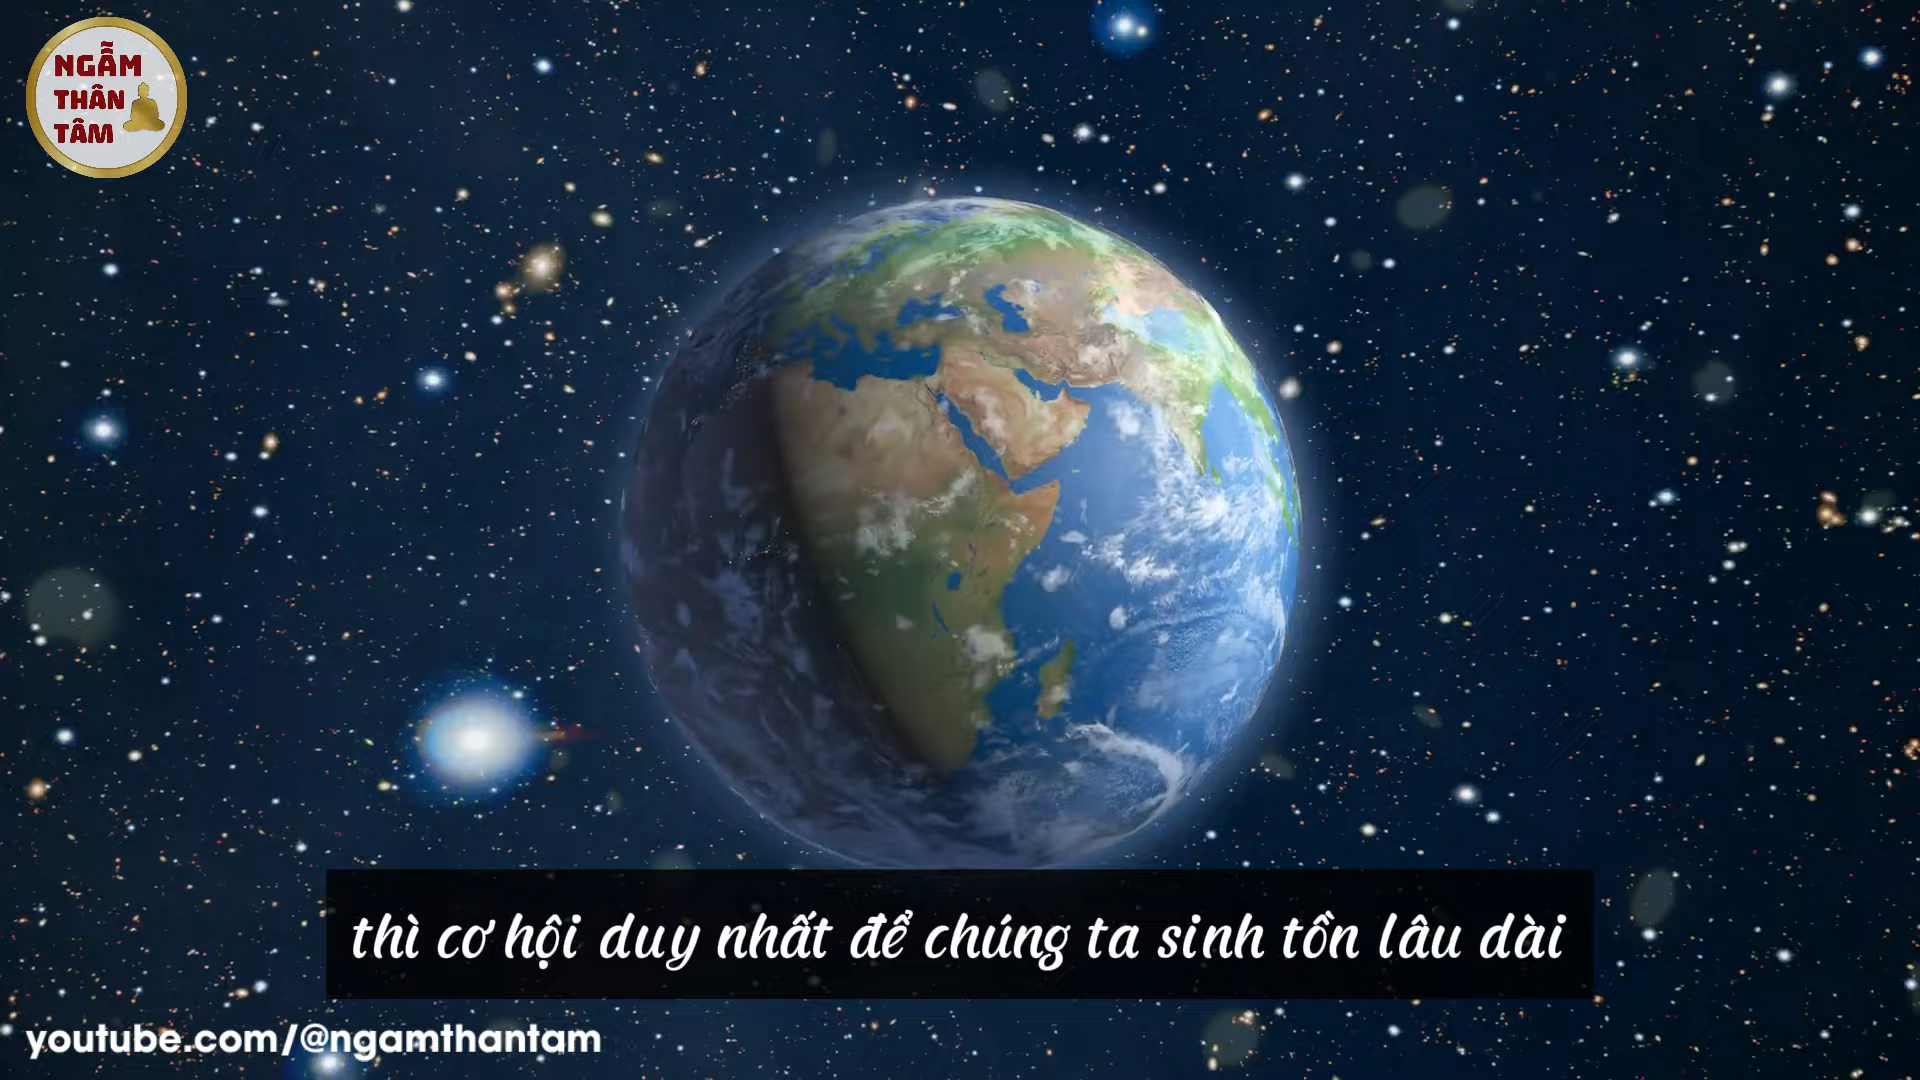 NGẪM
THÂN
TÂM
thì cơ hội duy nhất để chúng ta sinh tồn lâu dài
youtube.com/@ngamthantam